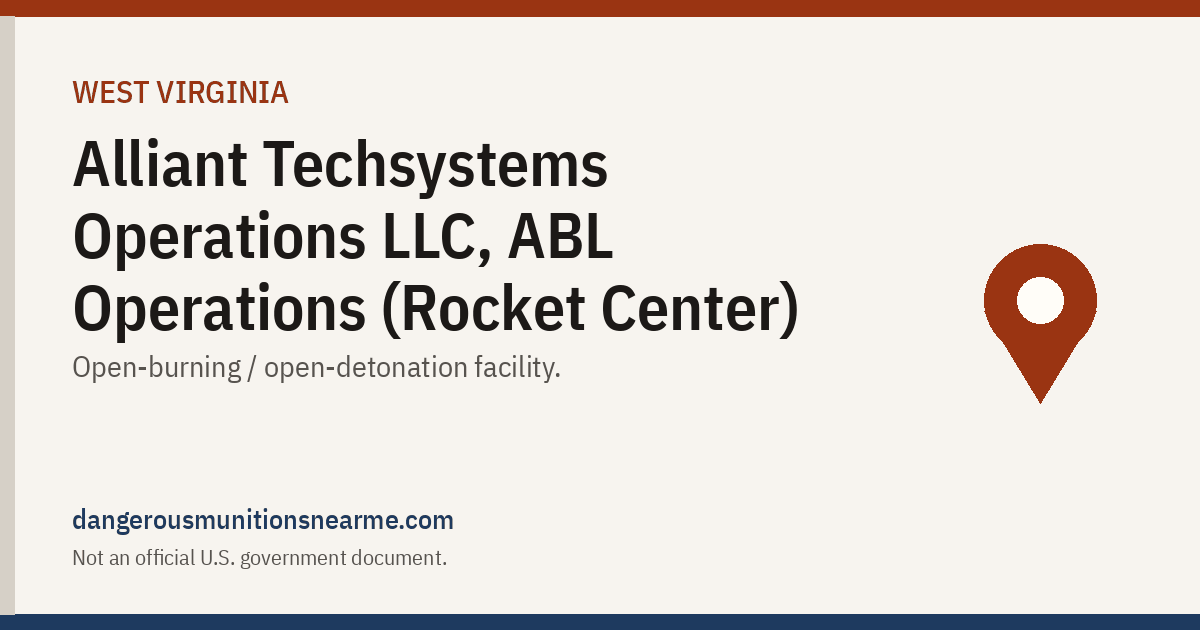 WEST VIRGINIA
Alliant Techsystems
Operations LLC, ABL
Operations (Rocket Center)
Open-burning / open-detonation facility.
dangerousmunitionsnearme.com
Not an official U.S. government document.